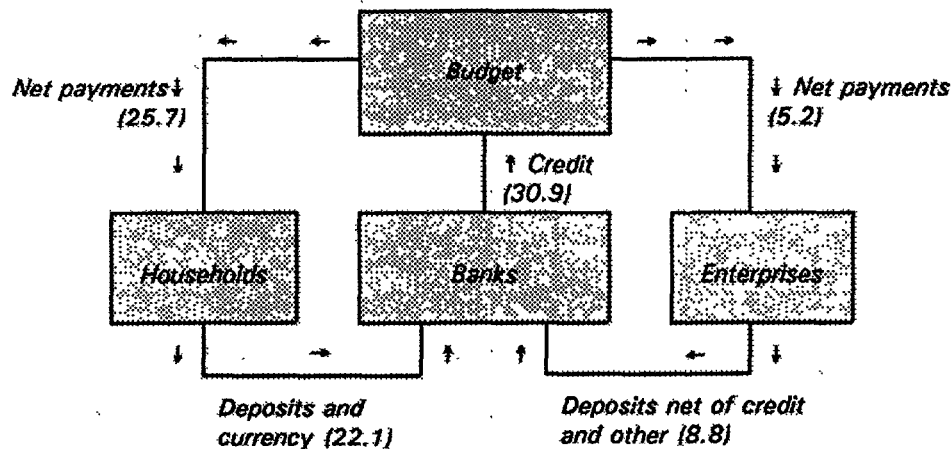 Budget
Net payments
(25.7)
Net payments
(5.2)
Credit
(30.9)
Households
Banks
Enterprises
Deposits and
currency (22.1)
Deposits net of credit
and other (8.8)